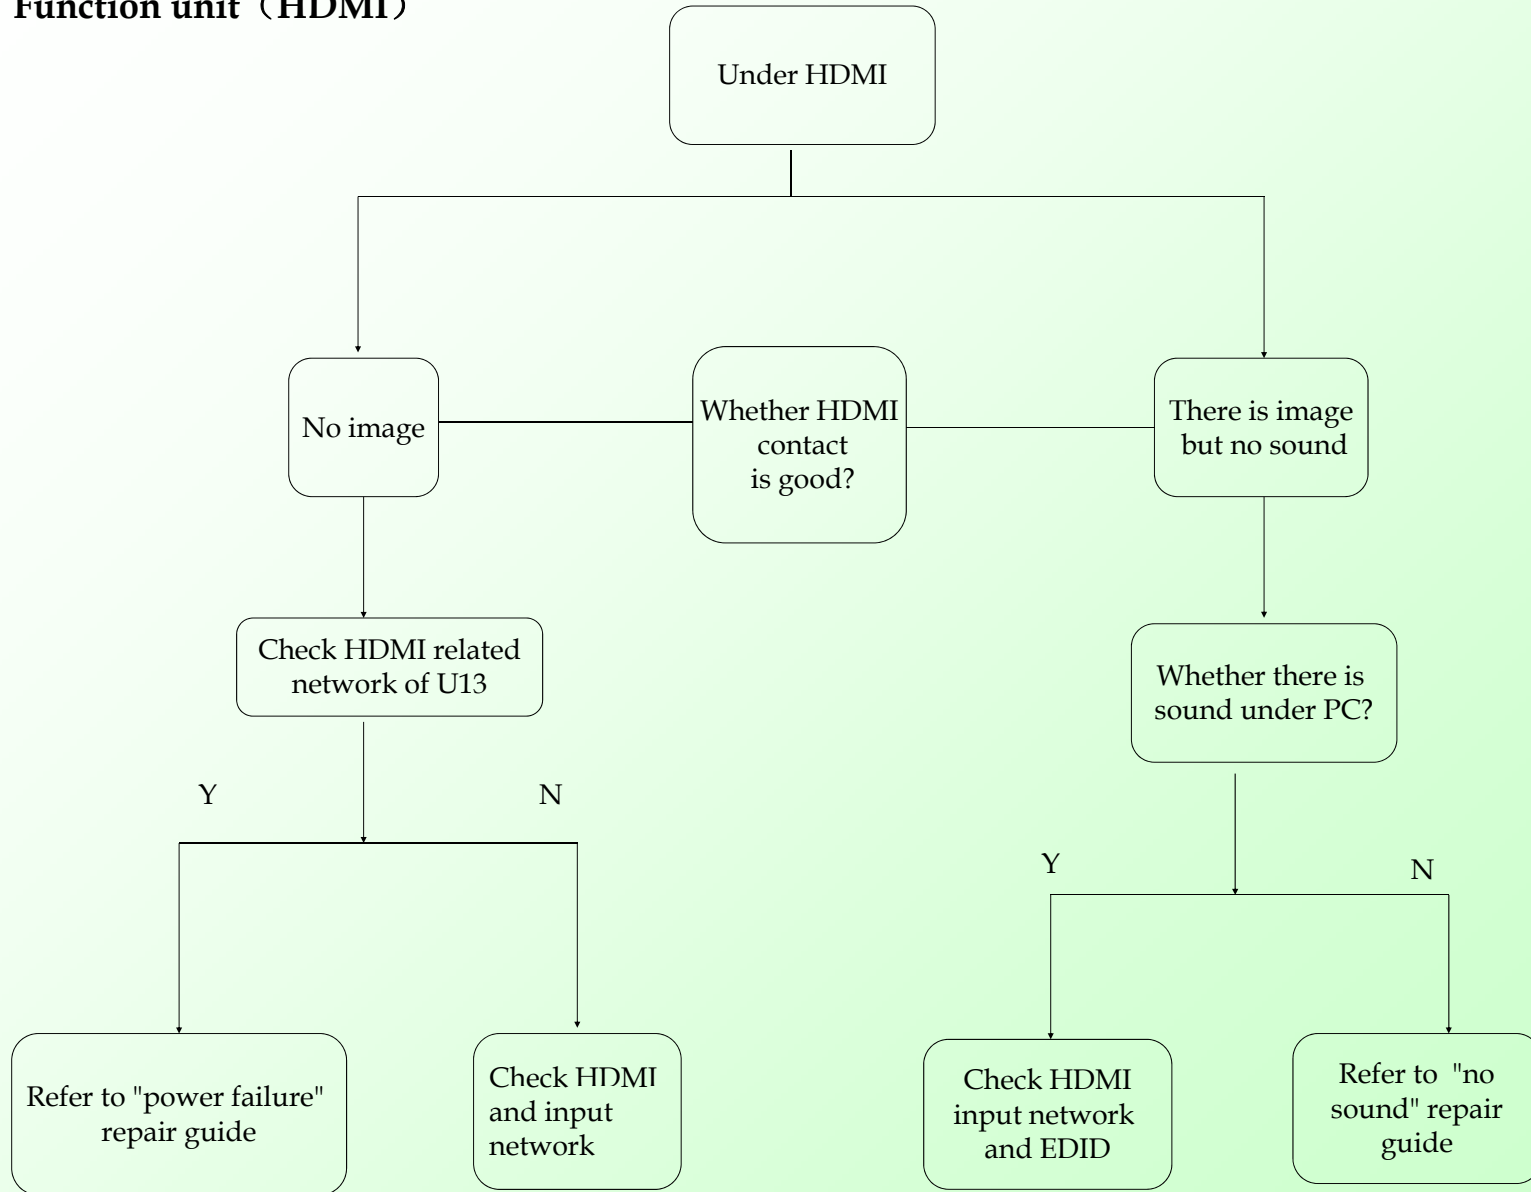 Function unit（HDMI）
Under HDMI
No image
Whether HDMI
contact
is good?
There is image
but no sound
Check HDMI related
network of U13
Whether there is
sound under PC?
Y
N
Y
N
Refer to "power failure"
repair guide
Check HDMI
and input
network
Check HDMI
input network
and EDID
Refer to "no
sound" repair
guide